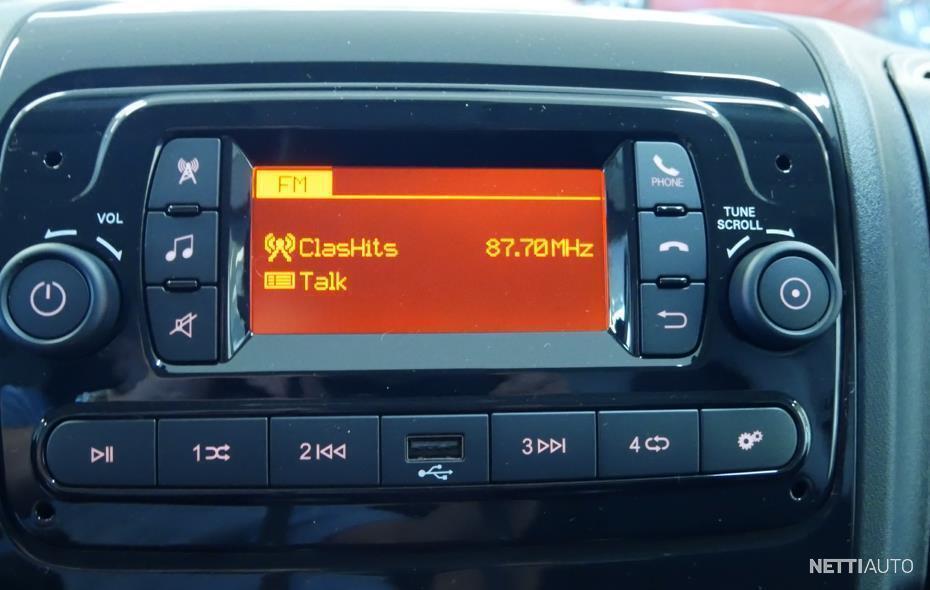 FM
ClasHits 87.70MHz
Talk
VOL
PHONE
TUNE
SCROLL
1
2
3
4
NETTIAUTO